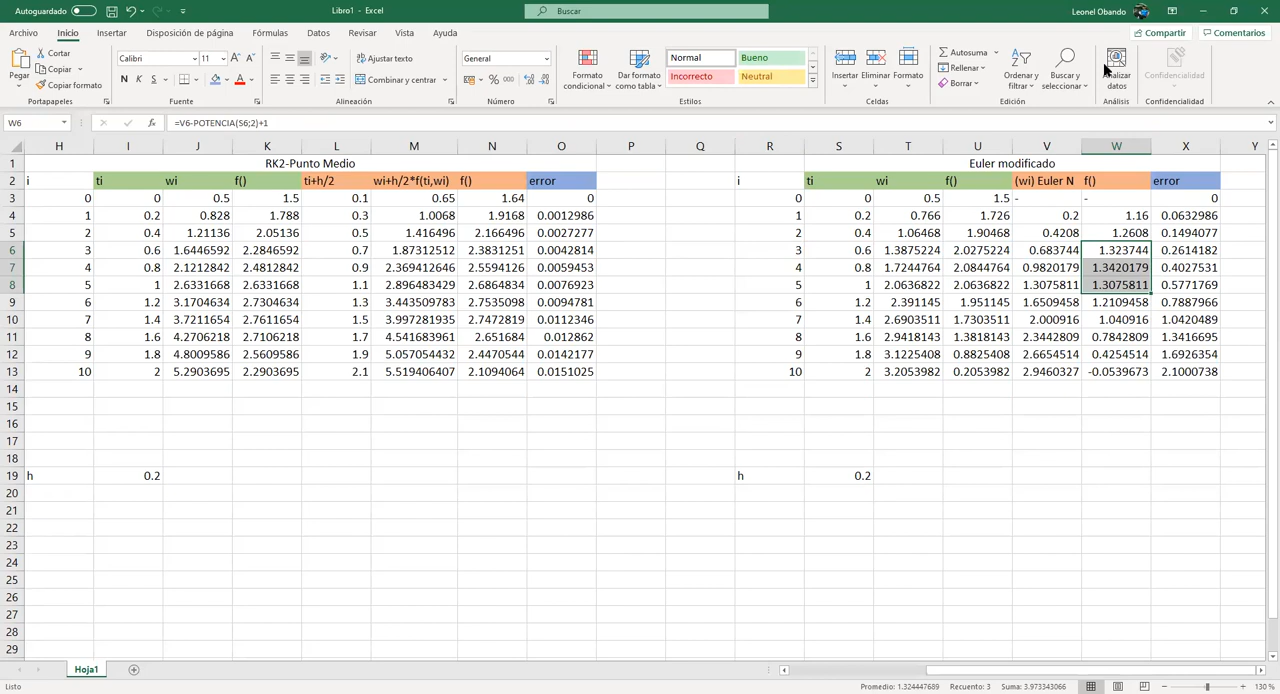 Autoguardado Libro1 - Excel Buscar Leonel Obando
Archivo Inicio Insertar Disposición de página Fórmulas Datos Revisar Vista Ayuda Compartir Comentarios
Pegar Cortar Copiar Copiar formato
Calibri 11 N K S
Ajustar texto Combinar y centrar
General % 000
Formato condicional Dar formato como tabla
Normal Bueno Incorrecto Neutral
Insertar Eliminar Formato
Autosuma Rellenar Borrar Ordenar y filtrar Buscar y seleccionar
Analizar datos Confidencialidad
Portapapeles Fuente Alineación Número Estilos Celdas Edición Análisis Confidencialidad
W6 fx =V6-POTENCIA(S6;2)+1
H I J K L M N O P Q R S T U V W X Y
1 RK2-Punto Medio Euler modificado
2 i ti wi f() ti+h/2 wi+h/2*f(ti,wi) f() error i ti wi f() (wi) Euler N f() error
3 0 0 0.5 1.5 0.1 0.65 1.64 0 0 0 0.5 1.5 - - 0
4 1 0.2 0.828 1.788 0.3 1.0068 1.9168 0.0012986 1 0.2 0.766 1.726 0.2 1.16 0.0632986
5 2 0.4 1.21136 2.05136 0.5 1.416496 2.166496 0.0027277 2 0.4 1.06468 1.90468 0.4208 1.2608 0.1494077
6 3 0.6 1.6446592 2.2846592 0.7 1.87312512 2.3831251 0.0042814 3 0.6 1.3875224 2.0275224 0.683744 1.323744 0.2614182
7 4 0.8 2.1212842 2.4812842 0.9 2.369412646 2.5594126 0.0059453 4 0.8 1.7244764 2.0844764 0.9820179 1.3420179 0.4027531
8 5 1 2.6331668 2.6331668 1.1 2.896483429 2.6864834 0.0076923 5 1 2.0636822 2.0636822 1.3075811 1.3075811 0.5771769
9 6 1.2 3.1704634 2.7304634 1.3 3.443509783 2.7535098 0.0094781 6 1.2 2.391145 1.951145 1.6509458 1.2109458 0.7887966
10 7 1.4 3.7211654 2.7611654 1.5 3.997281935 2.7472819 0.0112346 7 1.4 2.6903511 1.7303511 2.000916 1.040916 1.0420489
11 8 1.6 4.2706218 2.7106218 1.7 4.541683961 2.651684 0.012862 8 1.6 2.9418143 1.3818143 2.3442809 0.7842809 1.3416695
12 9 1.8 4.8009586 2.5609586 1.9 5.057054432 2.4470544 0.0142177 9 1.8 3.1225408 0.8825408 2.6654514 0.4254514 1.6926354
13 10 2 5.2903695 2.2903695 2.1 5.519406407 2.1094064 0.0151025 10 2 3.2053982 0.2053982 2.9460327 -0.0539673 2.1000738
14
15
16
17
18
19 h 0.2 h 0.2
20
21
22
23
24
25
26
27
28
29
Hoja1
Listo Promedio: 1.324447689 Recuento: 3 Suma: 3.973343066 130 %